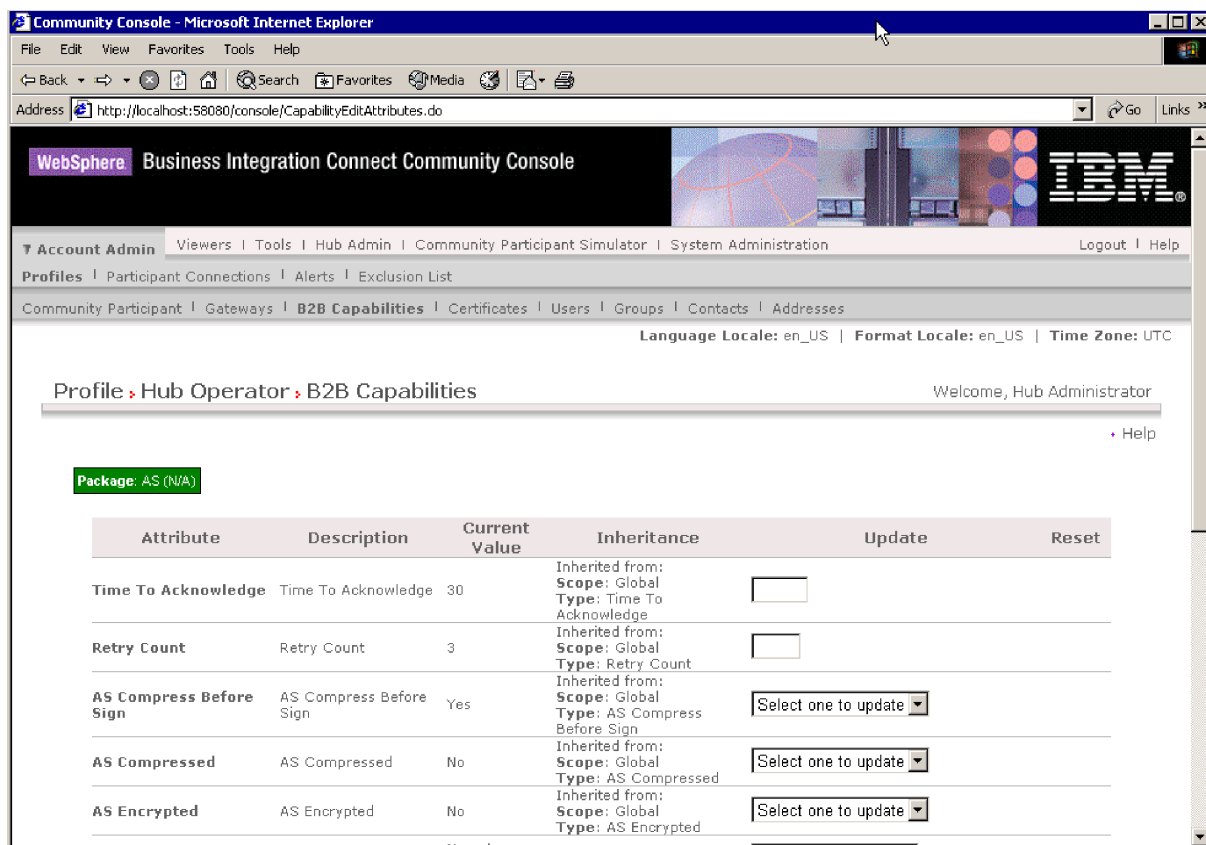 Community Console - Microsoft Internet Explorer
File Edit View Favorites Tools Help
Back Search Favorites Media
Address http://localhost:58080/console/CapabilityEditAttributes.do Go Links »
WebSphere. Business Integration Connect Community Console
IBM®
Account Admin Viewers | Tools | Hub Admin | Community Participant Simulator | System Administration Logout | Help
Profiles | Participant Connections | Alerts | Exclusion List
Community Participant | Gateways | B2B Capabilities | Certificates | Users | Groups | Contacts | Addresses
Language Locale: en_US | Format Locale: en_US | Time Zone: UTC
Profile > Hub Operator > B2B Capabilities
Welcome, Hub Administrator
Help
Package: AS (N/A)
Attribute Description Current Value Inheritance Update Reset
Time To Acknowledge Time To Acknowledge 30
Inherited from:
Scope: Global
Type: Time To
Acknowledge
Retry Count Retry Count 3
Inherited from:
Scope: Global
Type: Retry Count
AS Compress Before
Sign
AS Compress Before
Sign
Yes
Inherited from:
Scope: Global
Type: AS Compress
Before Sign
Select one to update
AS Compressed AS Compressed No
Inherited from:
Scope: Global
Type: AS Compressed
Select one to update
AS Encrypted AS Encrypted No
Inherited from:
Scope: Global
Type: AS Encrypted
Select one to update